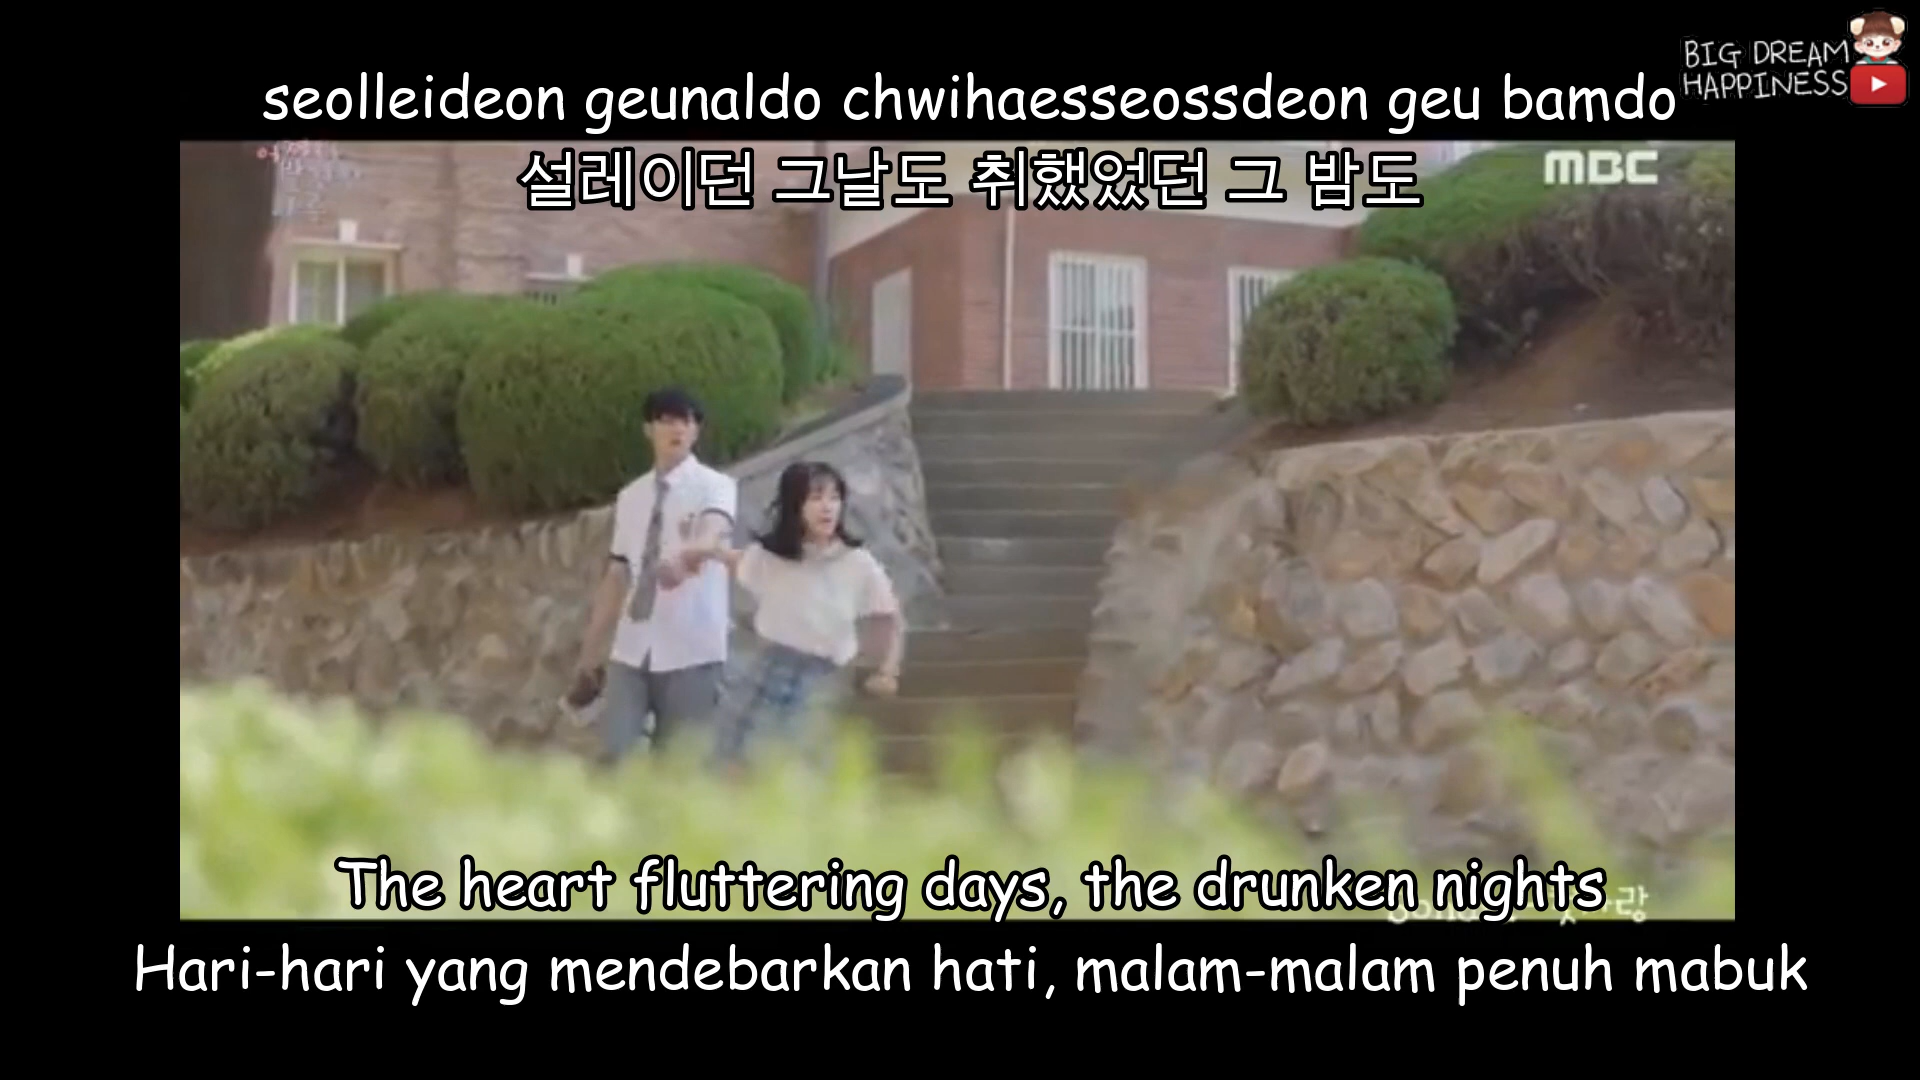 BIG DREAM
HAPPINESS
seolleideon geunaldo chwihaesseossdeon geu bamdo
설레이던 그날도 취했었던 그 밤도
MBC
The heart fluttering days, the drunken nights
Hari-hari yang mendebarkan hati, malam-malam penuh mabuk